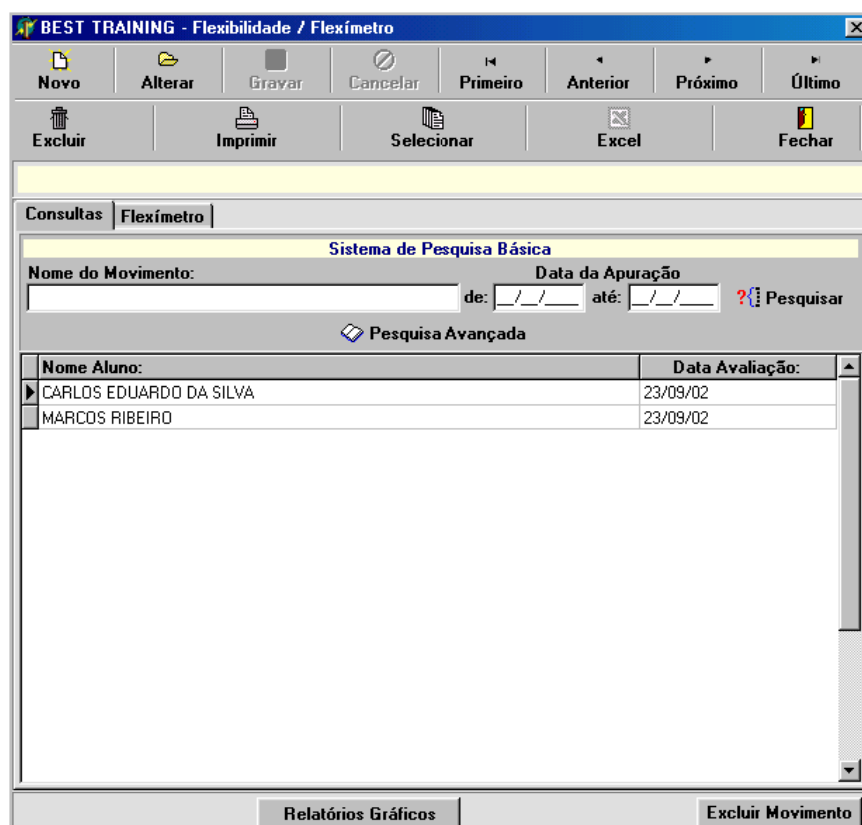 BEST TRAINING - Flexibilidade / Flexímetro
Novo Alterar Gravar Cancelar Primeiro Anterior Próximo Último
Excluir Imprimir Selecionar Excel Fechar
Consultas Flexímetro
Sistema de Pesquisa Básica
Nome do Movimento: Data da Apuração
de: __/__/____ até: __/__/____ ?{ Pesquisar
Pesquisa Avançada
Nome Aluno: Data Avaliação:
CARLOS EDUARDO DA SILVA 23/09/02
MARCOS RIBEIRO 23/09/02
Relatórios Gráficos Excluir Movimento